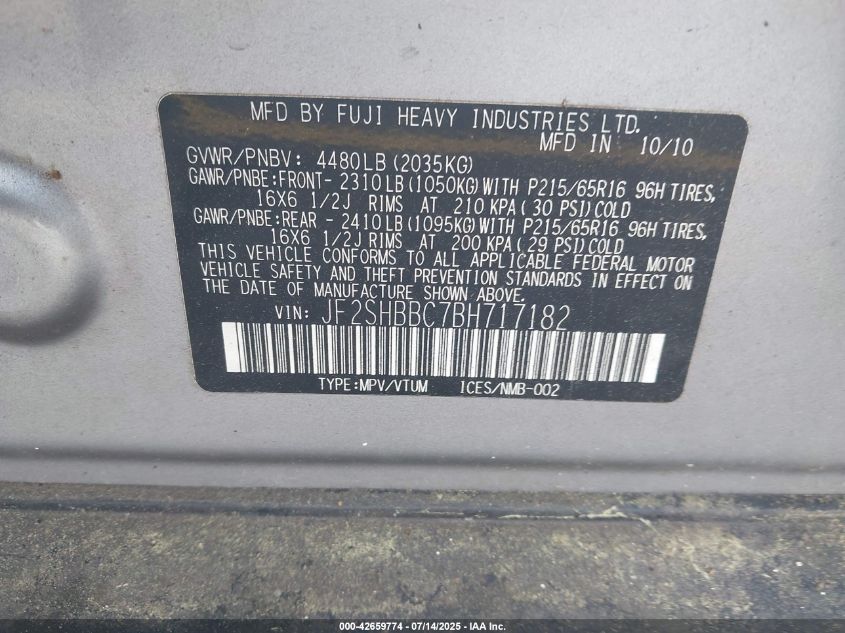 MFD BY FUJI HEAVY INDUSTRIES LTD.
MFD IN 10/10
GVWR/PNBV: 4480LB (2035KG)
GAWR/PNBE:FRONT- 2310LB (1050KG) WITH P215/65R16 96H TIRES,
16X6 1/2J RIMS AT 210 KPA (30 PSI) COLD
GAWR/PNBE:REAR - 2410LB (1095KG) WITH P215/65R16 96H TIRES,
16X6 1/2J RIMS AT 200 KPA (29 PSI) COLD
THIS VEHICLE CONFORMS TO ALL APPLICABLE FEDERAL MOTOR
VEHICLE SAFETY AND THEFT PREVENTION STANDARDS IN EFFECT ON
THE DATE OF MANUFACTURE SHOWN ABOVE.
VIN: JF2SHBBC7BH717182
TYPE:MPV/VTUM ICES/NMB-002
000-42659774 - 07/14/2025 - IAA Inc.